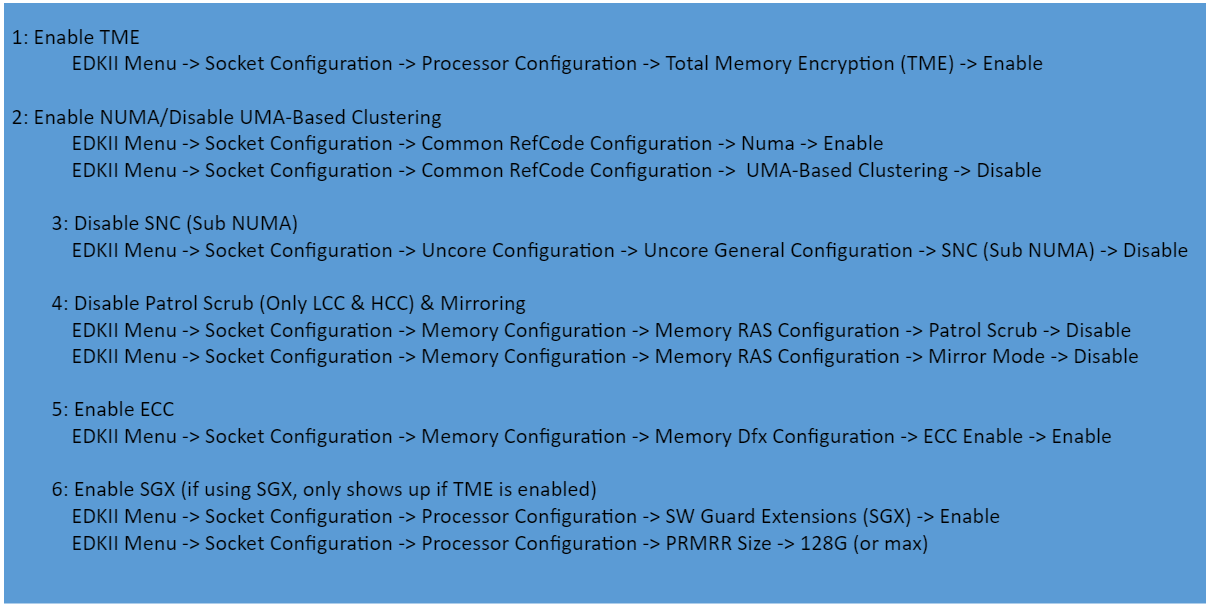 1: Enable TME
EDKII Menu -> Socket Configuration -> Processor Configuration -> Total Memory Encryption (TME) -> Enable
2: Enable NUMA/Disable UMA-Based Clustering
EDKII Menu -> Socket Configuration -> Common RefCode Configuration -> Numa -> Enable
EDKII Menu -> Socket Configuration -> Common RefCode Configuration -> UMA-Based Clustering -> Disable
3: Disable SNC (Sub NUMA)
EDKII Menu -> Socket Configuration -> Uncore Configuration -> Uncore General Configuration -> SNC (Sub NUMA) -> Disable
4: Disable Patrol Scrub (Only LCC & HCC) & Mirroring
EDKII Menu -> Socket Configuration -> Memory Configuration -> Memory RAS Configuration -> Patrol Scrub -> Disable
EDKII Menu -> Socket Configuration -> Memory Configuration -> Memory RAS Configuration -> Mirror Mode -> Disable
5: Enable ECC
EDKII Menu -> Socket Configuration -> Memory Configuration -> Memory Dfx Configuration -> ECC Enable -> Enable
6: Enable SGX (if using SGX, only shows up if TME is enabled)
EDKII Menu -> Socket Configuration -> Processor Configuration -> SW Guard Extensions (SGX) -> Enable
EDKII Menu -> Socket Configuration -> Processor Configuration -> PRMRR Size -> 128G (or max)